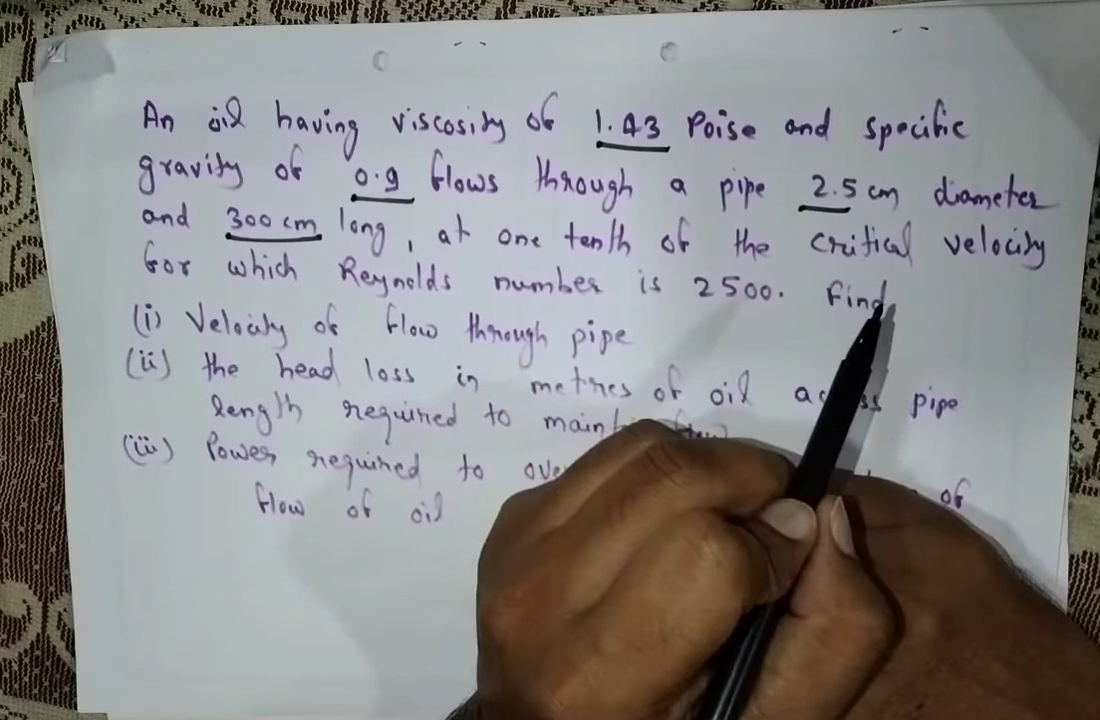 An oil having viscosity of 1.43 Poise and specific
gravity of 0.9 flows through a pipe 2.5 cm diameter
and 300 cm long, at one tenth of the critical velocity
for which Reynolds number is 2500. Find
(i) Velocity of flow through pipe
(ii) the head loss in metres of oil across pipe
length required to maintain flow
(iii) Power required to of
flow of oil